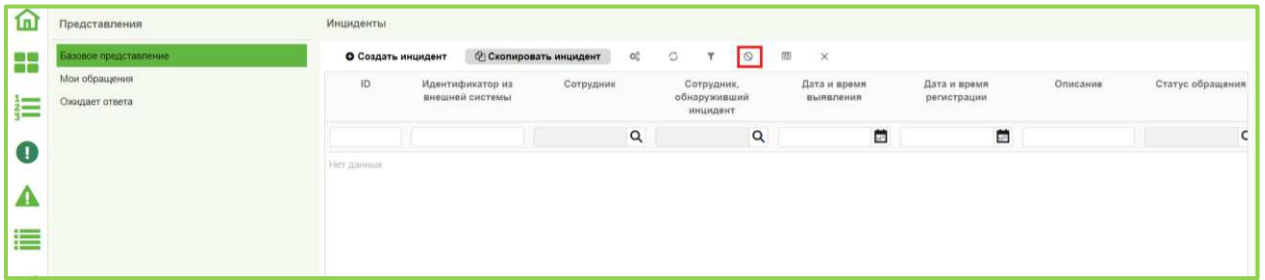 Представления
Инциденты
Базовое представление
Мои обращения
Ожидает ответа
Создать инцидент
Скопировать инцидент
ID
Идентификатор из
внешней системы
Сотрудник
Сотрудник,
обнаруживший
инцидент
Дата и время
выявления
Дата и время
регистрации
Описание
Статус обращения
Нет данных